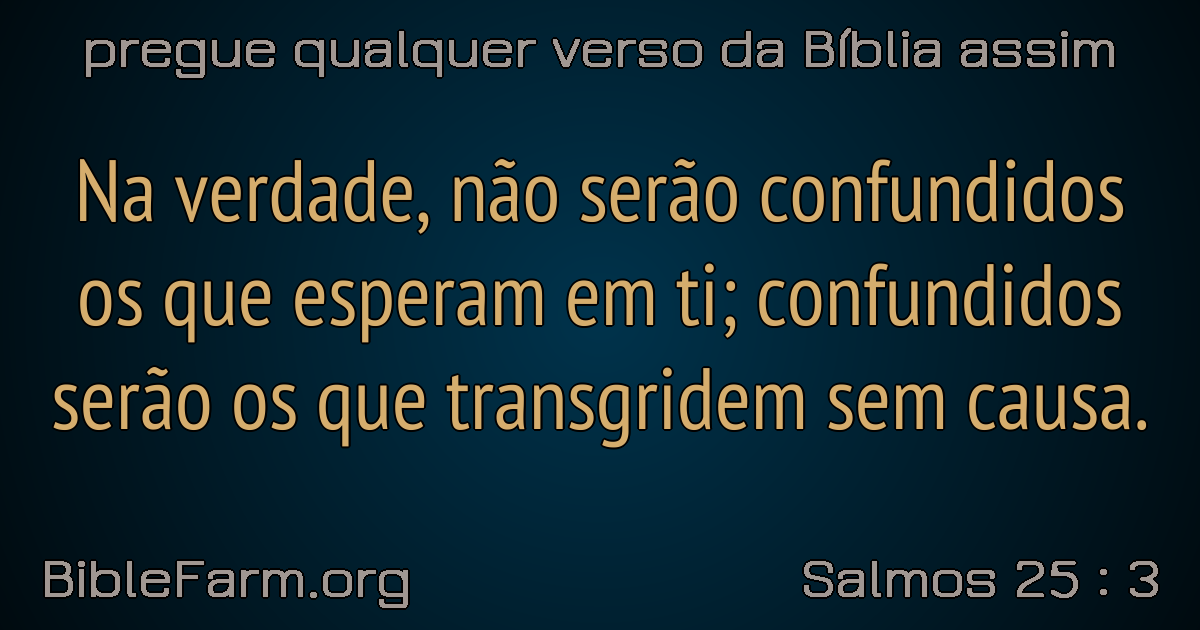 pregue qualquer verso da Bíblia assim
Na verdade, não serão confundidos
os que esperam em ti; confundidos
serão os que transgridem sem causa.
BibleFarm.org
Salmos 25 : 3